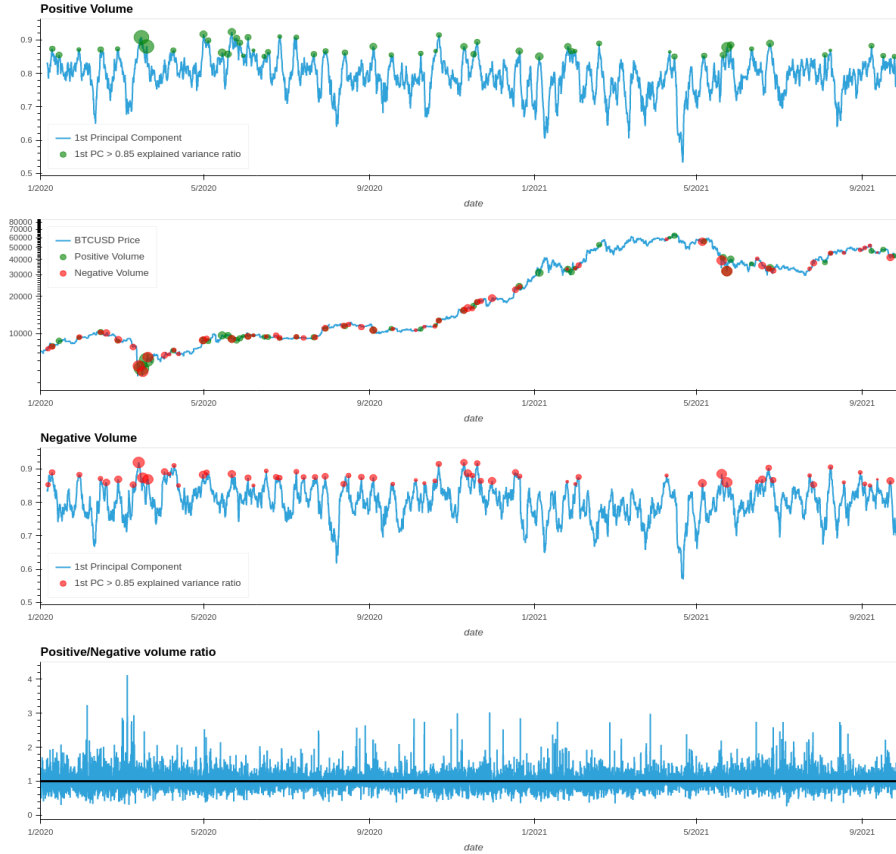 Positive Volume
0.9
0.8
0.7
0.6
0.5
1st Principal Component
1st PC > 0.85 explained variance ratio
1/2020 5/2020 9/2020 1/2021 5/2021 9/2021
date
80000
70000
60000
50000
40000
30000
20000
10000
BTCUSD Price
Positive Volume
Negative Volume
1/2020 5/2020 9/2020 1/2021 5/2021 9/2021
date
Negative Volume
0.9
0.8
0.7
0.6
0.5
1st Principal Component
1st PC > 0.85 explained variance ratio
1/2020 5/2020 9/2020 1/2021 5/2021 9/2021
date
Positive/Negative volume ratio
4
3
2
1
0
1/2020 5/2020 9/2020 1/2021 5/2021 9/2021
date